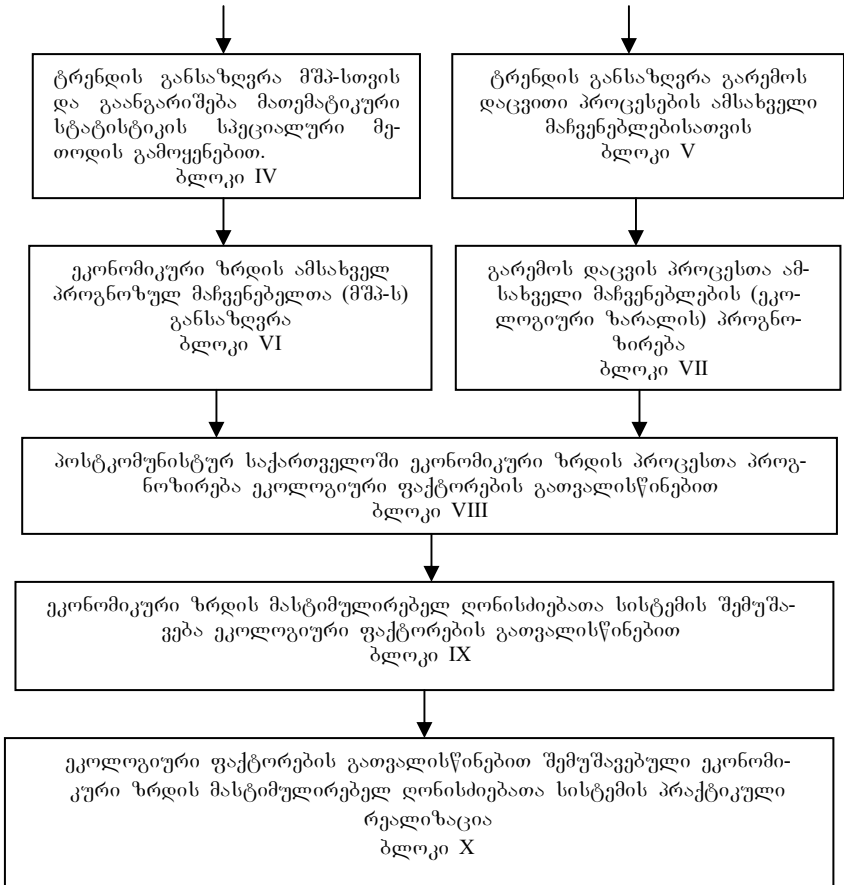 ტრენდის განსაზღვრა მშპ-სთვის
და გაანგარიშება მათემატიკური
სტატისტიკის სპეციალური მე-
თოდის გამოყენებით.
ბლოკი IV
ტრენდის განსაზღვრა გარემოს
დაცვითი პროცესების ამსახველი
მაჩვენებლებისათვის
ბლოკი V
ეკონომიკური ზრდის ამსახველ
პროგნოზულ მაჩვენებელთა (მშპ-ს)
განსაზღვრა
ბლოკი VI
გარემოს დაცვის პროცესთა ამ-
სახველი მაჩვენებლების (ეკო-
ლოგიური ზარალის) პროგნო-
ზირება
ბლოკი VII
პოსტკომუნისტურ საქართველოში ეკონომიკური ზრდის პროცესთა პროგ-
ნოზირება ეკოლოგიური ფაქტორების გათვალისწინებით
ბლოკი VIII
ეკონომიკური ზრდის მასტიმულირებელ ღონისძიებათა სისტემის შემუშა-
ვება ეკოლოგიური ფაქტორების გათვალისწინებით
ბლოკი IX
ეკოლოგიური ფაქტორების გათვალისწინებით შემუშავებული ეკონომი-
კური ზრდის მასტიმულირებელ ღონისძიებათა სისტემის პრაქტიკული
რეალიზაცია
ბლოკი X